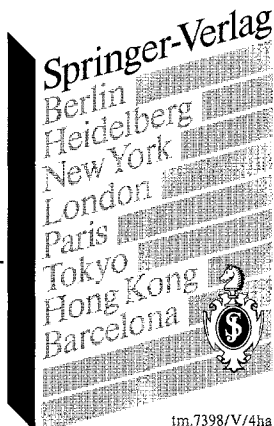 Springer-Verlag
Berlin
Heidelberg
New York
London
Paris
Tokyo
Hong Kong
Barcelona
tm.7398/V/4ha